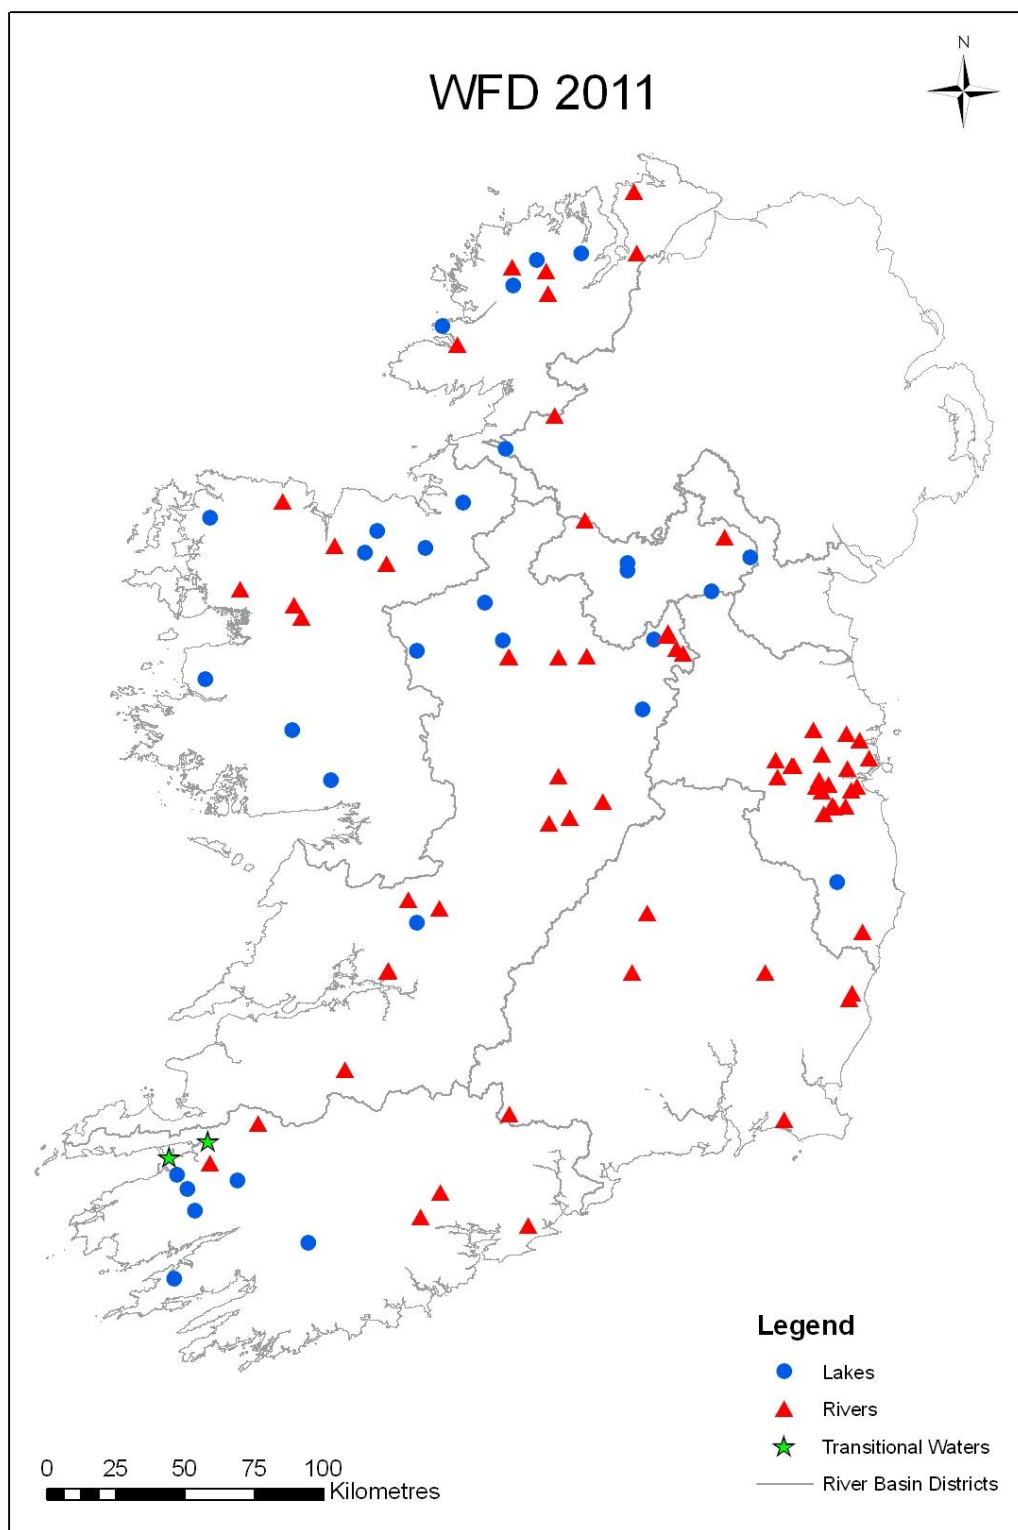 N
WFD 2011
Legend
Lakes
Rivers
Transitional Waters
River Basin Districts
0 25 50 75 100
Kilometres